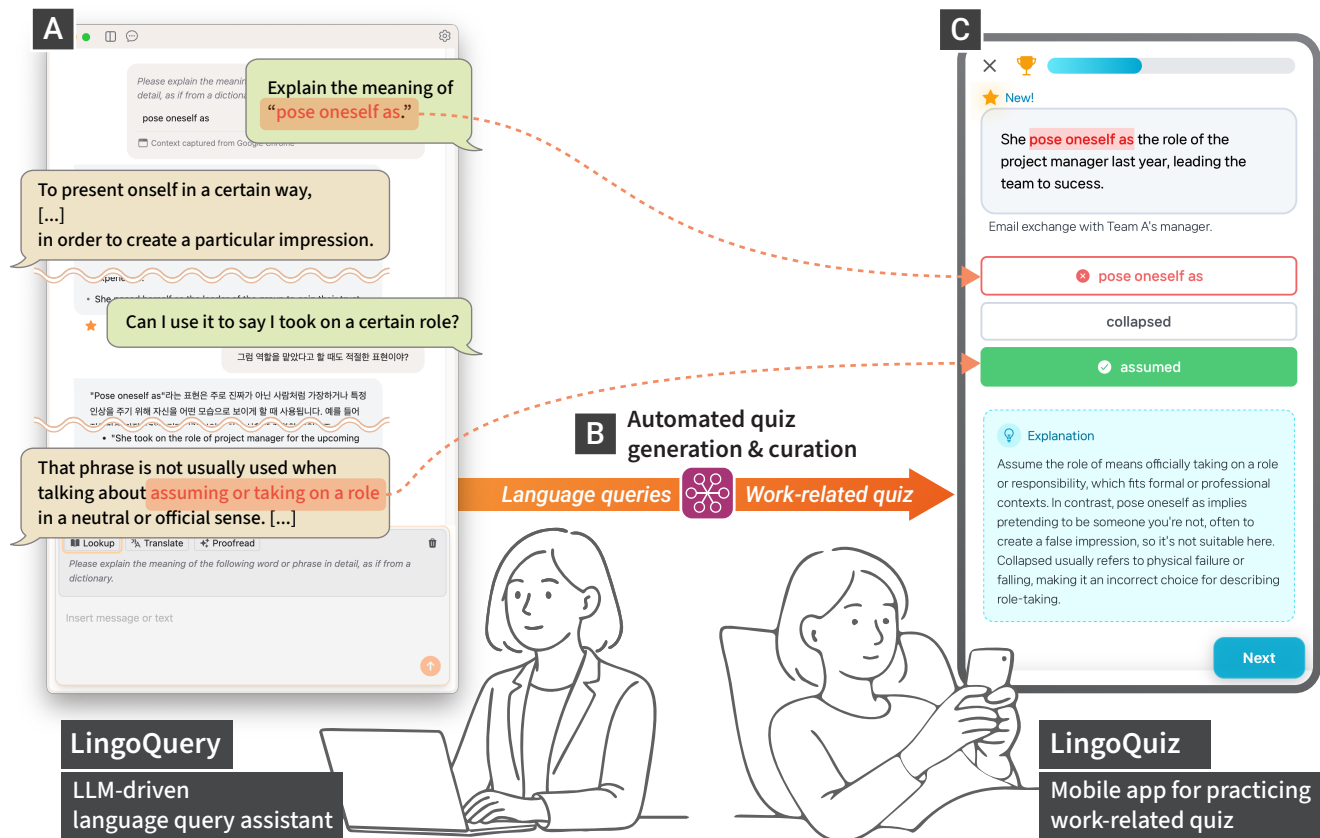 A
Please explain the meanin
detail, as if from a dictiona
pose oneself as
Context captured from Google Chrome
Explain the meaning of
“pose oneself as.”
To present onself in a certain way,
[...]
in order to create a particular impression.
Can I use it to say I took on a certain role?
그럼 역할을 맡았다고 할 때도 적절한 표현이야?
"Pose oneself as"라는 표현은 주로 진짜가 아닌 사람처럼 가장하거나 특정
인상을 주기 위해 자신을 어떤 모습으로 보이게 할 때 사용됩니다. 예를 들어
• "She took on the role of project manager for the upcoming
That phrase is not usually used when
talking about assuming or taking on a role
in a neutral or official sense. [...]
Lookup Translate Proofread
Please explain the meaning of the following word or phrase in detail, as if from a
dictionary.
Insert message or text
LingoQuery
LLM-driven
language query assistant
B
Automated quiz
generation & curation
Language queries Work-related quiz
C
New!
She pose oneself as the role of the
project manager last year, leading the
team to sucess.
Email exchange with Team A's manager.
pose oneself as
collapsed
assumed
Explanation
Assume the role of means officially taking on a role
or responsibility, which fits formal or professional
contexts. In contrast, pose oneself as implies
pretending to be someone you're not, often to
create a false impression, so it's not suitable here.
Collapsed usually refers to physical failure or
falling, making it an incorrect choice for describing
role-taking.
Next
LingoQuiz
Mobile app for practicing
work-related quiz